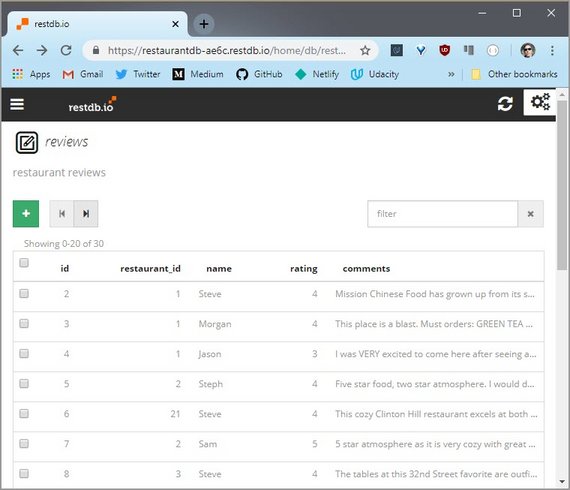 restdb.io
https://restaurantdb-ae6c.restdb.io/home/db/rest...
Apps Gmail Twitter Medium GitHub Netlify Udacity » Other bookmarks
restdb.io
reviews
restaurant reviews
filter
Showing 0-20 of 30
id restaurant_id name rating comments
2 1 Steve 4 Mission Chinese Food has grown up from its s...
3 1 Morgan 4 This place is a blast. Must orders: GREEN TEA ...
4 1 Jason 3 I was VERY excited to come here after seeing a...
5 2 Steph 4 Five star food, two star atmosphere. I would d...
6 21 Steve 4 This cozy Clinton Hill restaurant excels at both ...
7 2 Sam 5 5 star atmosphere as it is very cozy with great ...
8 3 Steve 4 The tables at this 32nd Street favorite are outfi...